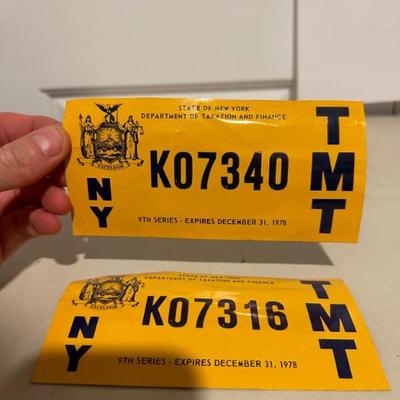 STATE OF NEW YORK
DEPARTMENT OF TAXATION AND FINANCE
EXCELSIOR
NY
K07340
TMT
9TH SERIES - EXPIRES DECEMBER 31, 1978
STATE OF NEW YORK
DEPARTMENT OF TAXATION AND FINANCE
EXCELSIOR
NY
K07316
TMT
9TH SERIES - EXPIRES DECEMBER 31, 1978